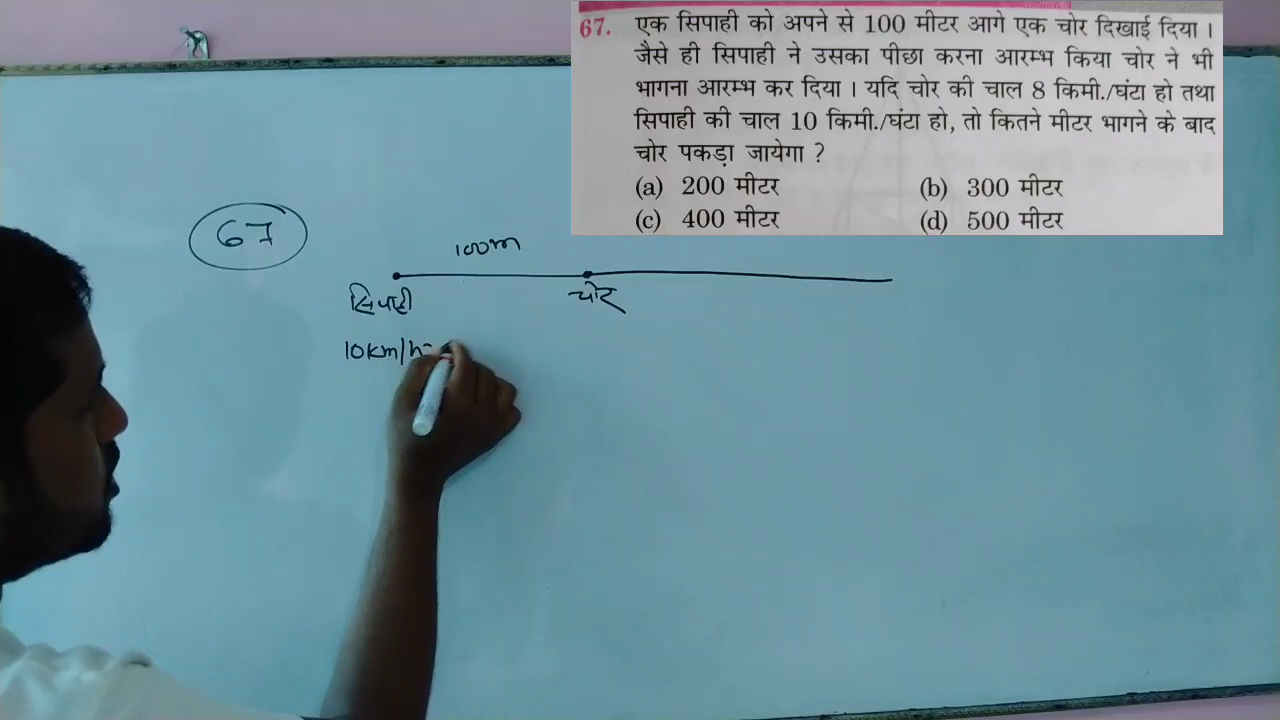 67. एक सिपाही को अपने से 100 मीटर आगे एक चोर दिखाई दिया ।
जैसे ही सिपाही ने उसका पीछा करना आरम्भ किया चोर ने भी
भागना आरम्भ कर दिया । यदि चोर की चाल 8 किमी./घंटा हो तथा
सिपाही की चाल 10 किमी./घंटा हो, तो कितने मीटर भागने के बाद
चोर पकड़ा जायेगा ?
(a) 200 मीटर (b) 300 मीटर
(c) 400 मीटर (d) 500 मीटर
67
100m
सिपाही चोर
10km/h